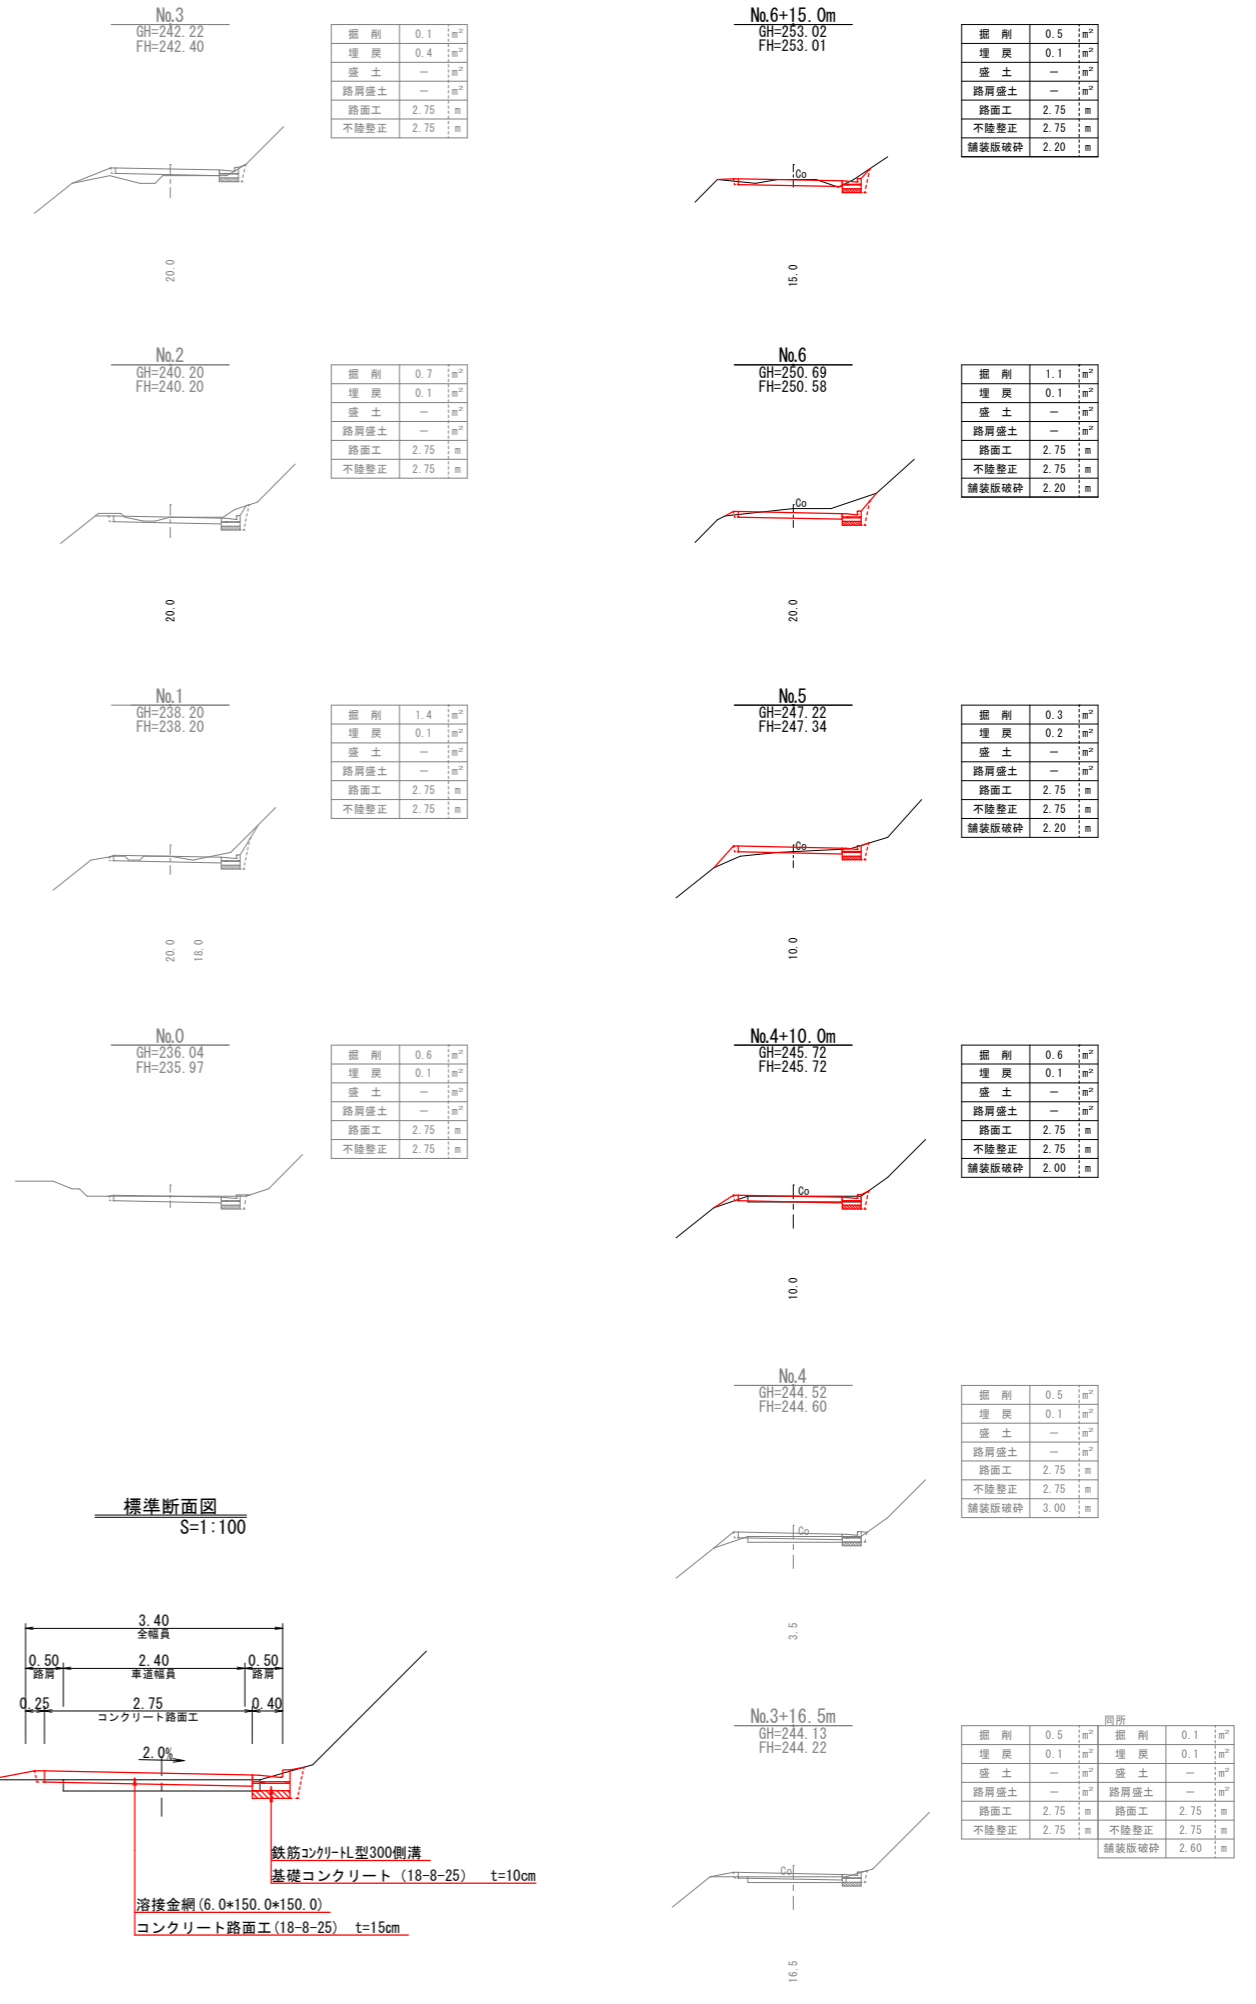 No.3
GH=242.22
FH=242.40
掘 削 0.1 m²
埋 戻 0.4 m²
盛 土 − m²
路肩盛土 − m²
路面工 2.75 m
不陸整正 2.75 m
20.0
No.2
GH=240.20
FH=240.20
掘 削 0.7 m²
埋 戻 0.1 m²
盛 土 − m²
路肩盛土 − m²
路面工 2.75 m
不陸整正 2.75 m
20.0
No.1
GH=238.20
FH=238.20
掘 削 1.4 m²
埋 戻 0.1 m²
盛 土 − m²
路肩盛土 − m²
路面工 2.75 m
不陸整正 2.75 m
20.0 18.0
No.0
GH=236.04
FH=235.97
掘 削 0.6 m²
埋 戻 0.1 m²
盛 土 − m²
路肩盛土 − m²
路面工 2.75 m
不陸整正 2.75 m
標準断面図
S=1:100
3.40
全幅員
0.50 2.40 0.50
路肩 車道幅員 路肩
0.25 2.75 0.40
コンクリート路面工
2.0%
鉄筋コンクリートL型300側溝
基礎コンクリート(18-8-25) t=10cm
溶接金網(6.0*150.0*150.0)
コンクリート路面工(18-8-25) t=15cm
No.6+15.0m
GH=253.02
FH=253.01
掘 削 0.5 m²
埋 戻 0.1 m²
盛 土 − m²
路肩盛土 − m²
路面工 2.75 m
不陸整正 2.75 m
舗装版破砕 2.20 m
Co
15.0
No.6
GH=250.69
FH=250.58
掘 削 1.1 m²
埋 戻 0.1 m²
盛 土 − m²
路肩盛土 − m²
路面工 2.75 m
不陸整正 2.75 m
舗装版破砕 2.20 m
Co
20.0
No.5
GH=247.22
FH=247.34
掘 削 0.3 m²
埋 戻 0.2 m²
盛 土 − m²
路肩盛土 − m²
路面工 2.75 m
不陸整正 2.75 m
舗装版破砕 2.20 m
Co
10.0
No.4+10.0m
GH=245.72
FH=245.72
掘 削 0.6 m²
埋 戻 0.1 m²
盛 土 − m²
路肩盛土 − m²
路面工 2.75 m
不陸整正 2.75 m
舗装版破砕 2.00 m
Co
10.0
No.4
GH=244.52
FH=244.60
掘 削 0.5 m²
埋 戻 0.1 m²
盛 土 − m²
路肩盛土 − m²
路面工 2.75 m
不陸整正 2.75 m
舗装版破砕 3.00 m
Co
3.5
No.3+16.5m
GH=244.13
FH=244.22
同所
掘 削 0.5 m² 掘 削 0.1 m²
埋 戻 0.1 m² 埋 戻 0.1 m²
盛 土 − m² 盛 土 − m²
路肩盛土 − m² 路肩盛土 − m²
路面工 2.75 m 路面工 2.75 m
不陸整正 2.75 m 不陸整正 2.75 m
舗装版破砕 2.60 m
Co
16.5